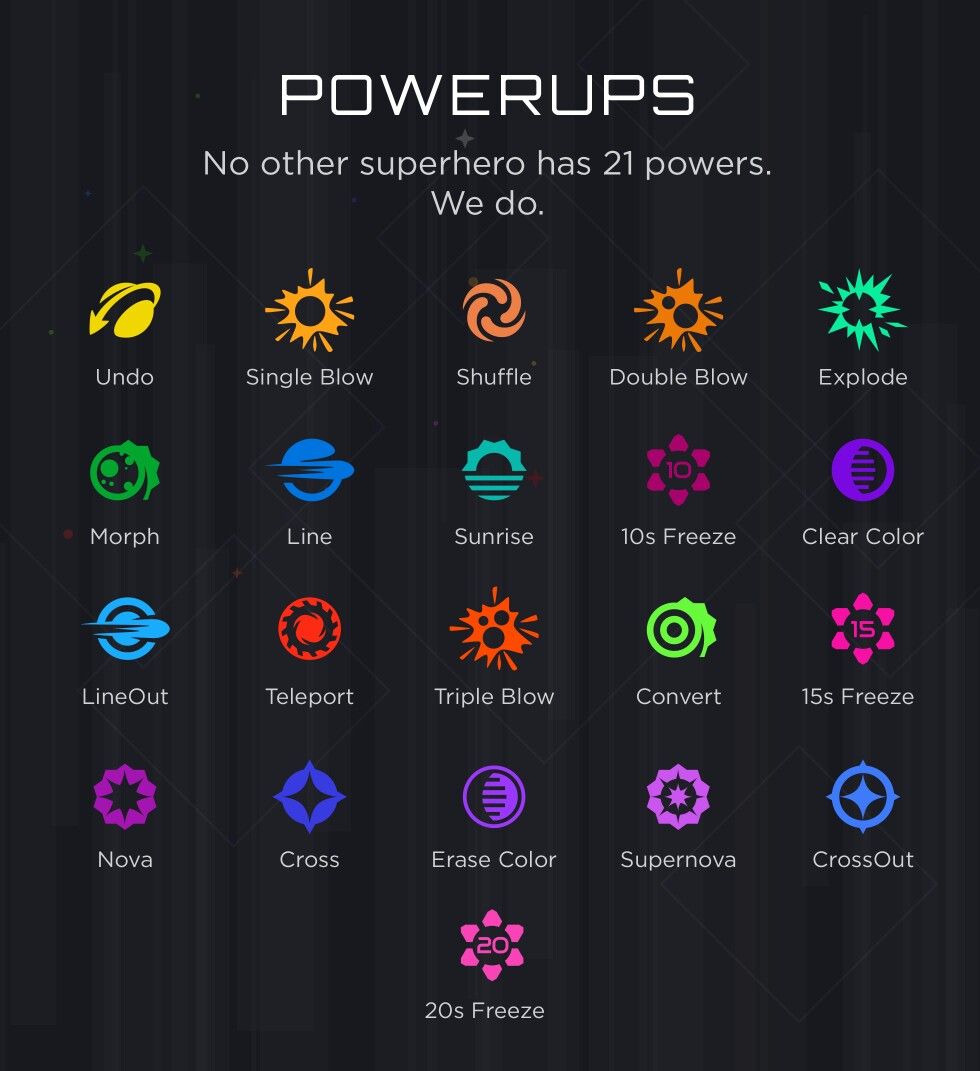 POWERUPS
No other superhero has 21 powers.
We do.
Undo
Single Blow
Shuffle
Double Blow
Explode
Morph
Line
Sunrise
10
10s Freeze
Clear Color
LineOut
Teleport
Triple Blow
Convert
15
15s Freeze
Nova
Cross
Erase Color
Supernova
CrossOut
20
20s Freeze